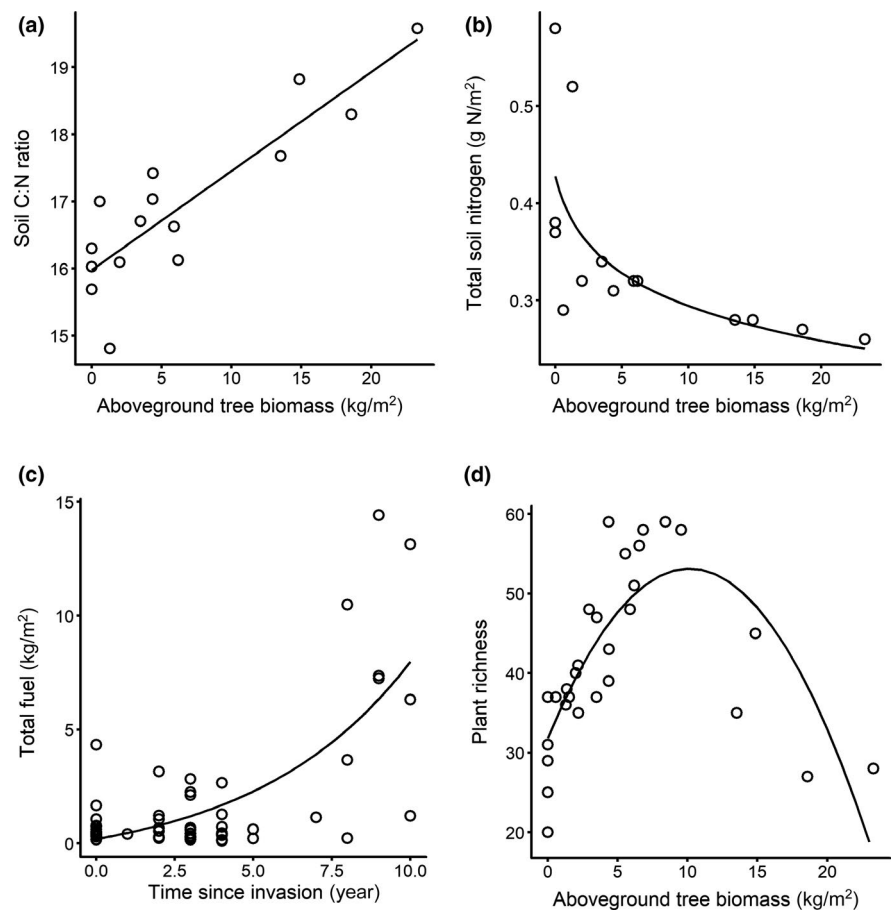 (a)
Soil C:N ratio
19
18
17
16
15
0 5 10 15 20
Aboveground tree biomass (kg/m²)
(b)
Total soil nitrogen (g N/m²)
0.5
0.4
0.3
0 5 10 15 20
Aboveground tree biomass (kg/m²)
(c)
Total fuel (kg/m²)
15
10
5
0
0.0 2.5 5.0 7.5 10.0
Time since invasion (year)
(d)
Plant richness
60
50
40
30
20
0 5 10 15 20
Aboveground tree biomass (kg/m²)